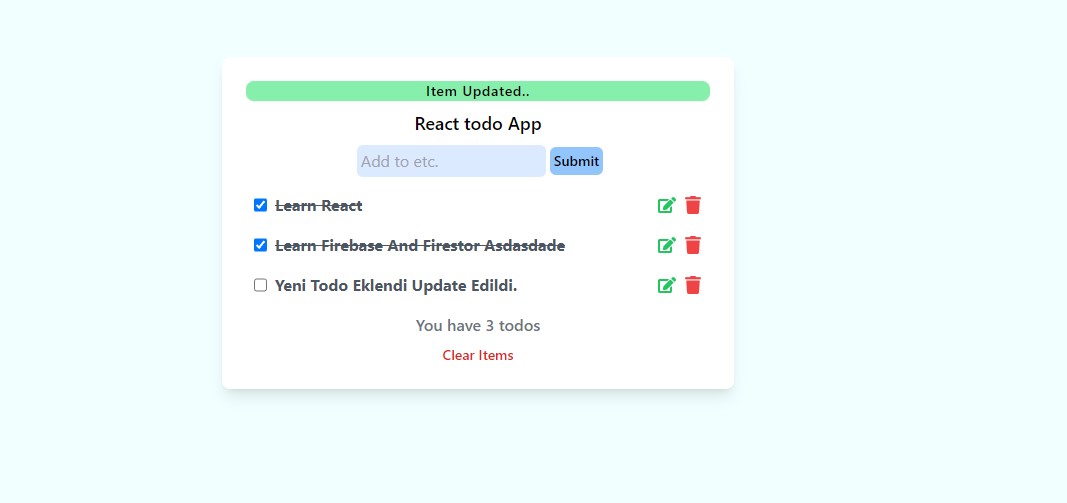 Item Updated..
React todo App
Add to etc.
Submit
Learn React
Learn Firebase And Firestor Asdasdade
Yeni Todo Eklendi Update Edildi.
You have 3 todos
Clear Items